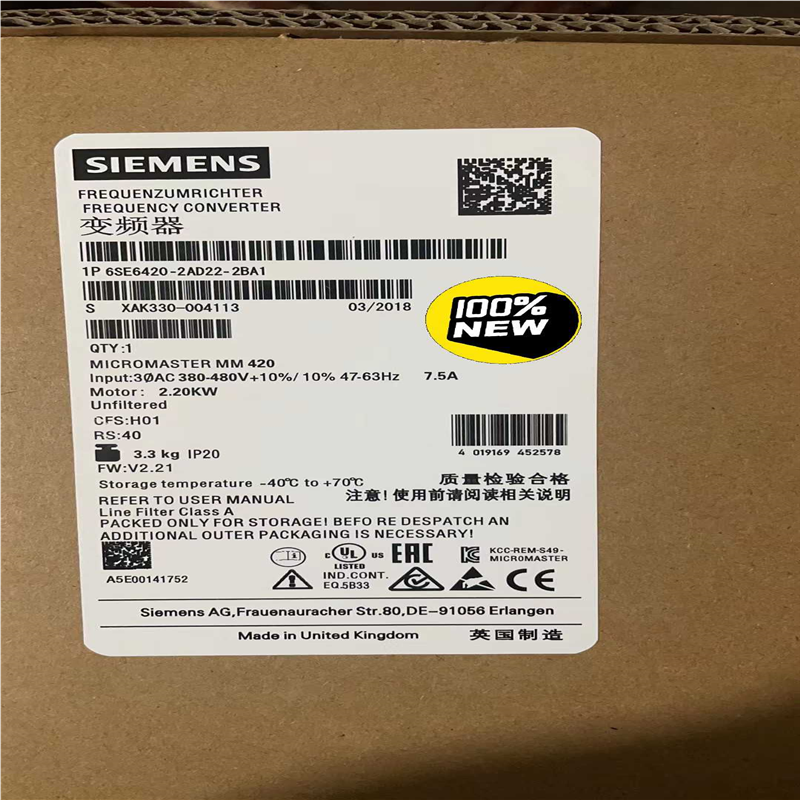 SIEMENS
FREQUENZUMRICHTER
FREQUENCY CONVERTER
变频器
1P 6SE6420-2AD22-2BA1
S XAK330-004113 03/2018
100% NEW
QTY:1
MICROMASTER MM 420
Input:3ØAC 380-480V+10%/ 10% 47-63Hz 7.5A
Motor: 2.20KW
Unfiltered
CFS:H01
RS:40
4 019169 452578
3.3 kg IP20
FW:V2.21
Storage temperature -40℃ to +70℃
质量检验合格
REFER TO USER MANUAL
注意! 使用前请阅读相关说明
Line Filter Class A
PACKED ONLY FOR STORAGE! BEFO RE DESPATCH AN
ADDITIONAL OUTER PACKAGING IS NECESSARY!
A5E00141752
C UL US
LISTED
IND.CONT.
EQ.5B33
EAC
KCC-REM-S49-
MICROMASTER
CE
Siemens AG,Frauenauracher Str.80,DE-91056 Erlangen
Made in United Kingdom 英国制造